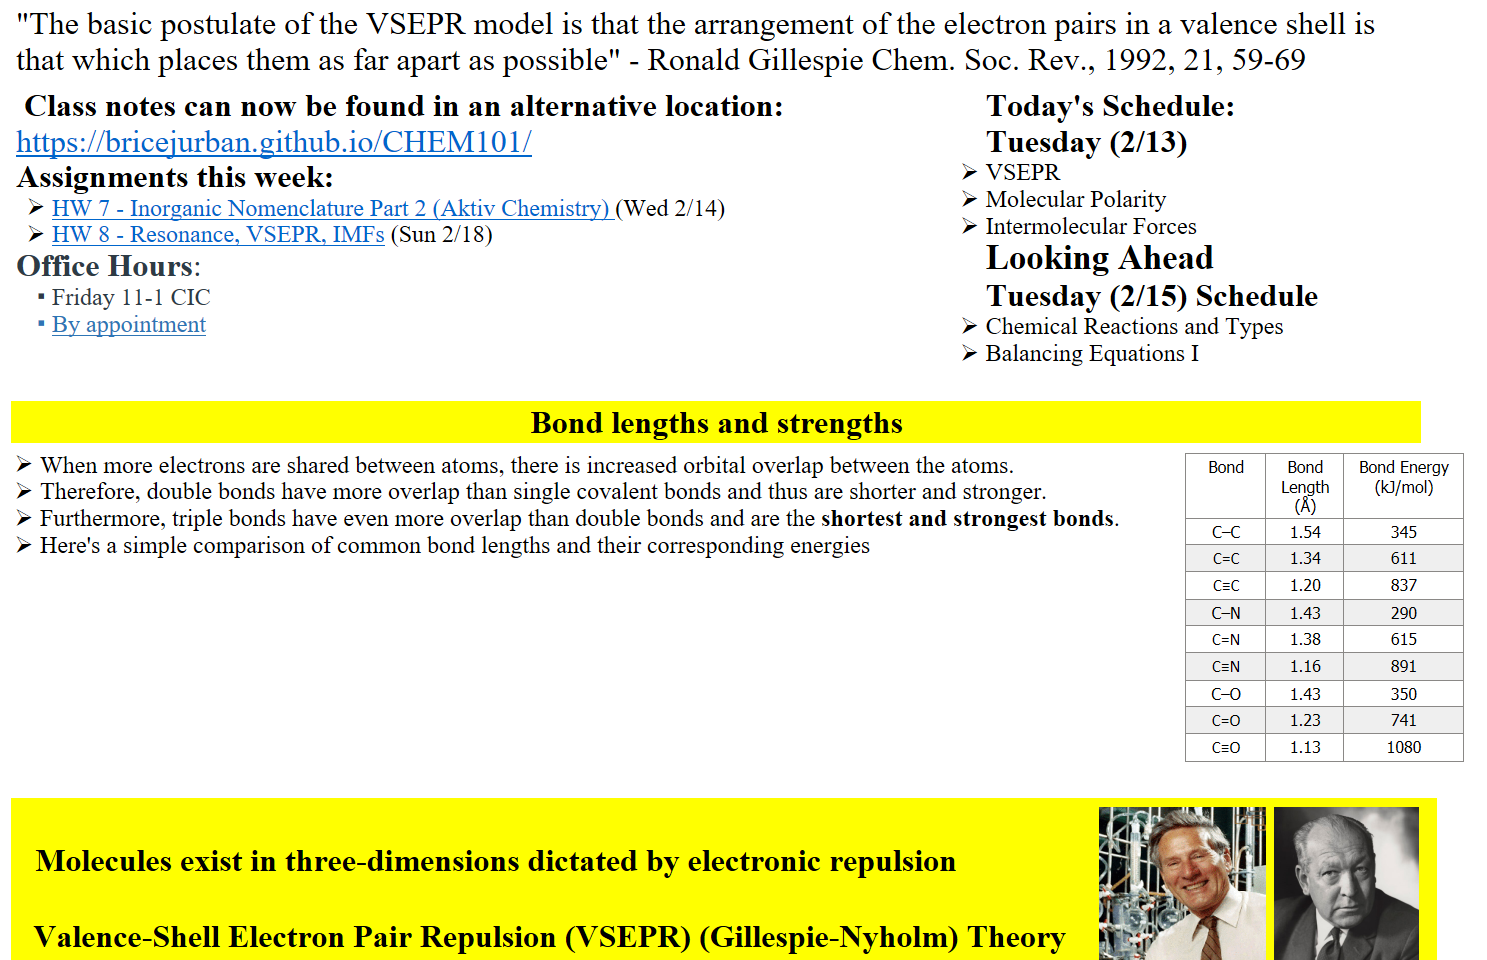 "The basic postulate of the VSEPR model is that the arrangement of the electron pairs in a valence shell is
that which places them as far apart as possible" - Ronald Gillespie Chem. Soc. Rev., 1992, 21, 59-69
Class notes can now be found in an alternative location:
https://bricejurban.github.io/CHEM101/
Assignments this week:
➢ HW 7 - Inorganic Nomenclature Part 2 (Aktiv Chemistry) (Wed 2/14)
➢ HW 8 - Resonance, VSEPR, IMFs (Sun 2/18)
Office Hours:
▪ Friday 11-1 CIC
▪ By appointment
Today's Schedule:
Tuesday (2/13)
➢ VSEPR
➢ Molecular Polarity
➢ Intermolecular Forces
Looking Ahead
Tuesday (2/15) Schedule
➢ Chemical Reactions and Types
➢ Balancing Equations I
Bond lengths and strengths
➢ When more electrons are shared between atoms, there is increased orbital overlap between the atoms.
➢ Therefore, double bonds have more overlap than single covalent bonds and thus are shorter and stronger.
➢ Furthermore, triple bonds have even more overlap than double bonds and are the shortest and strongest bonds.
➢ Here's a simple comparison of common bond lengths and their corresponding energies
Bond Bond Length (Å) Bond Energy (kJ/mol)
C–C 1.54 345
C=C 1.34 611
C≡C 1.20 837
C–N 1.43 290
C=N 1.38 615
C≡N 1.16 891
C–O 1.43 350
C=O 1.23 741
C≡O 1.13 1080
Molecules exist in three-dimensions dictated by electronic repulsion
Valence-Shell Electron Pair Repulsion (VSEPR) (Gillespie-Nyholm) Theory